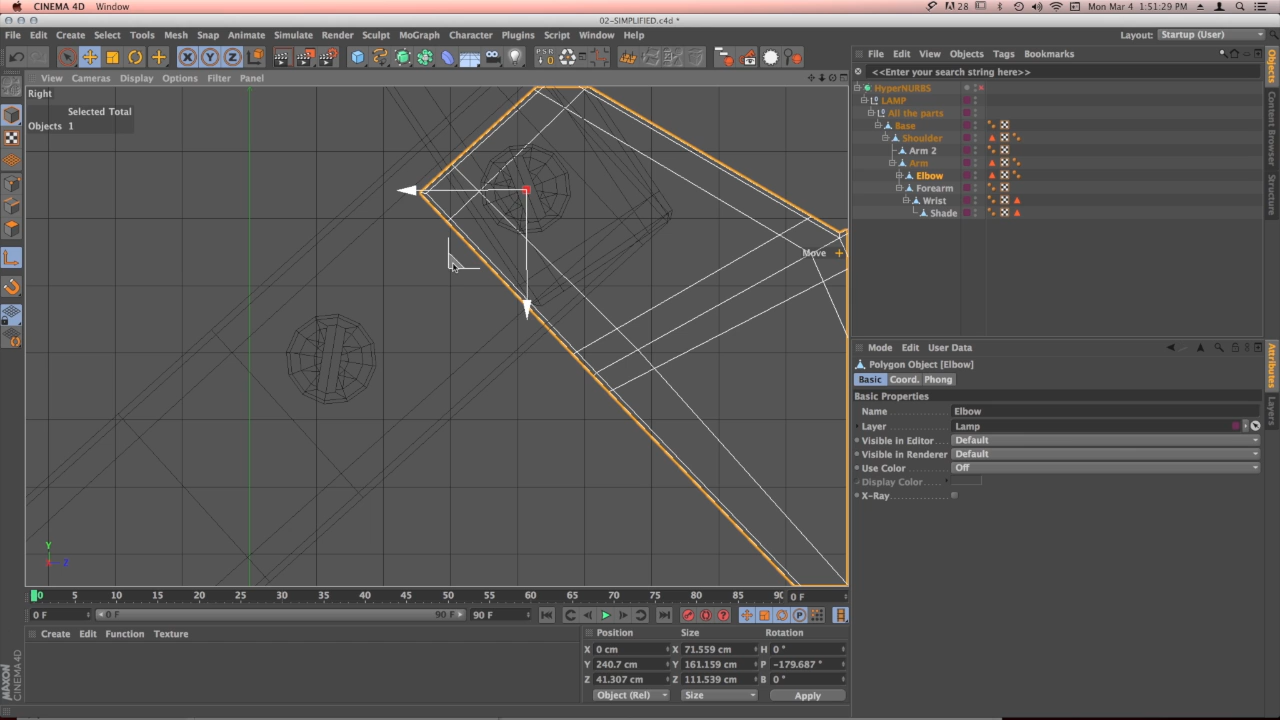 CINEMA 4D Window
28
Mon Mar 4 1:51:29 PM
02-SIMPLIFIED.c4d *
File Edit Create Select Tools Mesh Snap Animate Simulate Render Sculpt MoGraph Character Plugins Script Window Help
Layout: Startup (User)
View Cameras Display Options Filter Panel
Right
Selected Total
Objects 1
Move
Y
X Z
File Edit View Objects Tags Bookmarks
<<Enter your search string here>>
HyperNURBS
LAMP
All the parts
Base
Shoulder
Arm 2
Arm
Elbow
Forearm
Wrist
Shade
Objects
Content Browser
Structure
Mode Edit User Data
Polygon Object [Elbow]
Basic Coord. Phong
Basic Properties
Name Elbow
Layer Lamp
Visible in Editor Default
Visible in Renderer Default
Use Color Off
Display Color
X-Ray
Attributes
Layers
0 5 10 15 20 25 30 35 40 45 50 55 60 65 70 75 80 85 90 0 F
0 F 0 F 90 F 90 F
Create Edit Function Texture
Position Size Rotation
X 0 cm X 71.559 cm H 0 °
Y 240.7 cm Y 161.159 cm P -179.687 °
Z 41.307 cm Z 111.539 cm B 0 °
Object (Rel) Size Apply
MAXON
CINEMA 4D